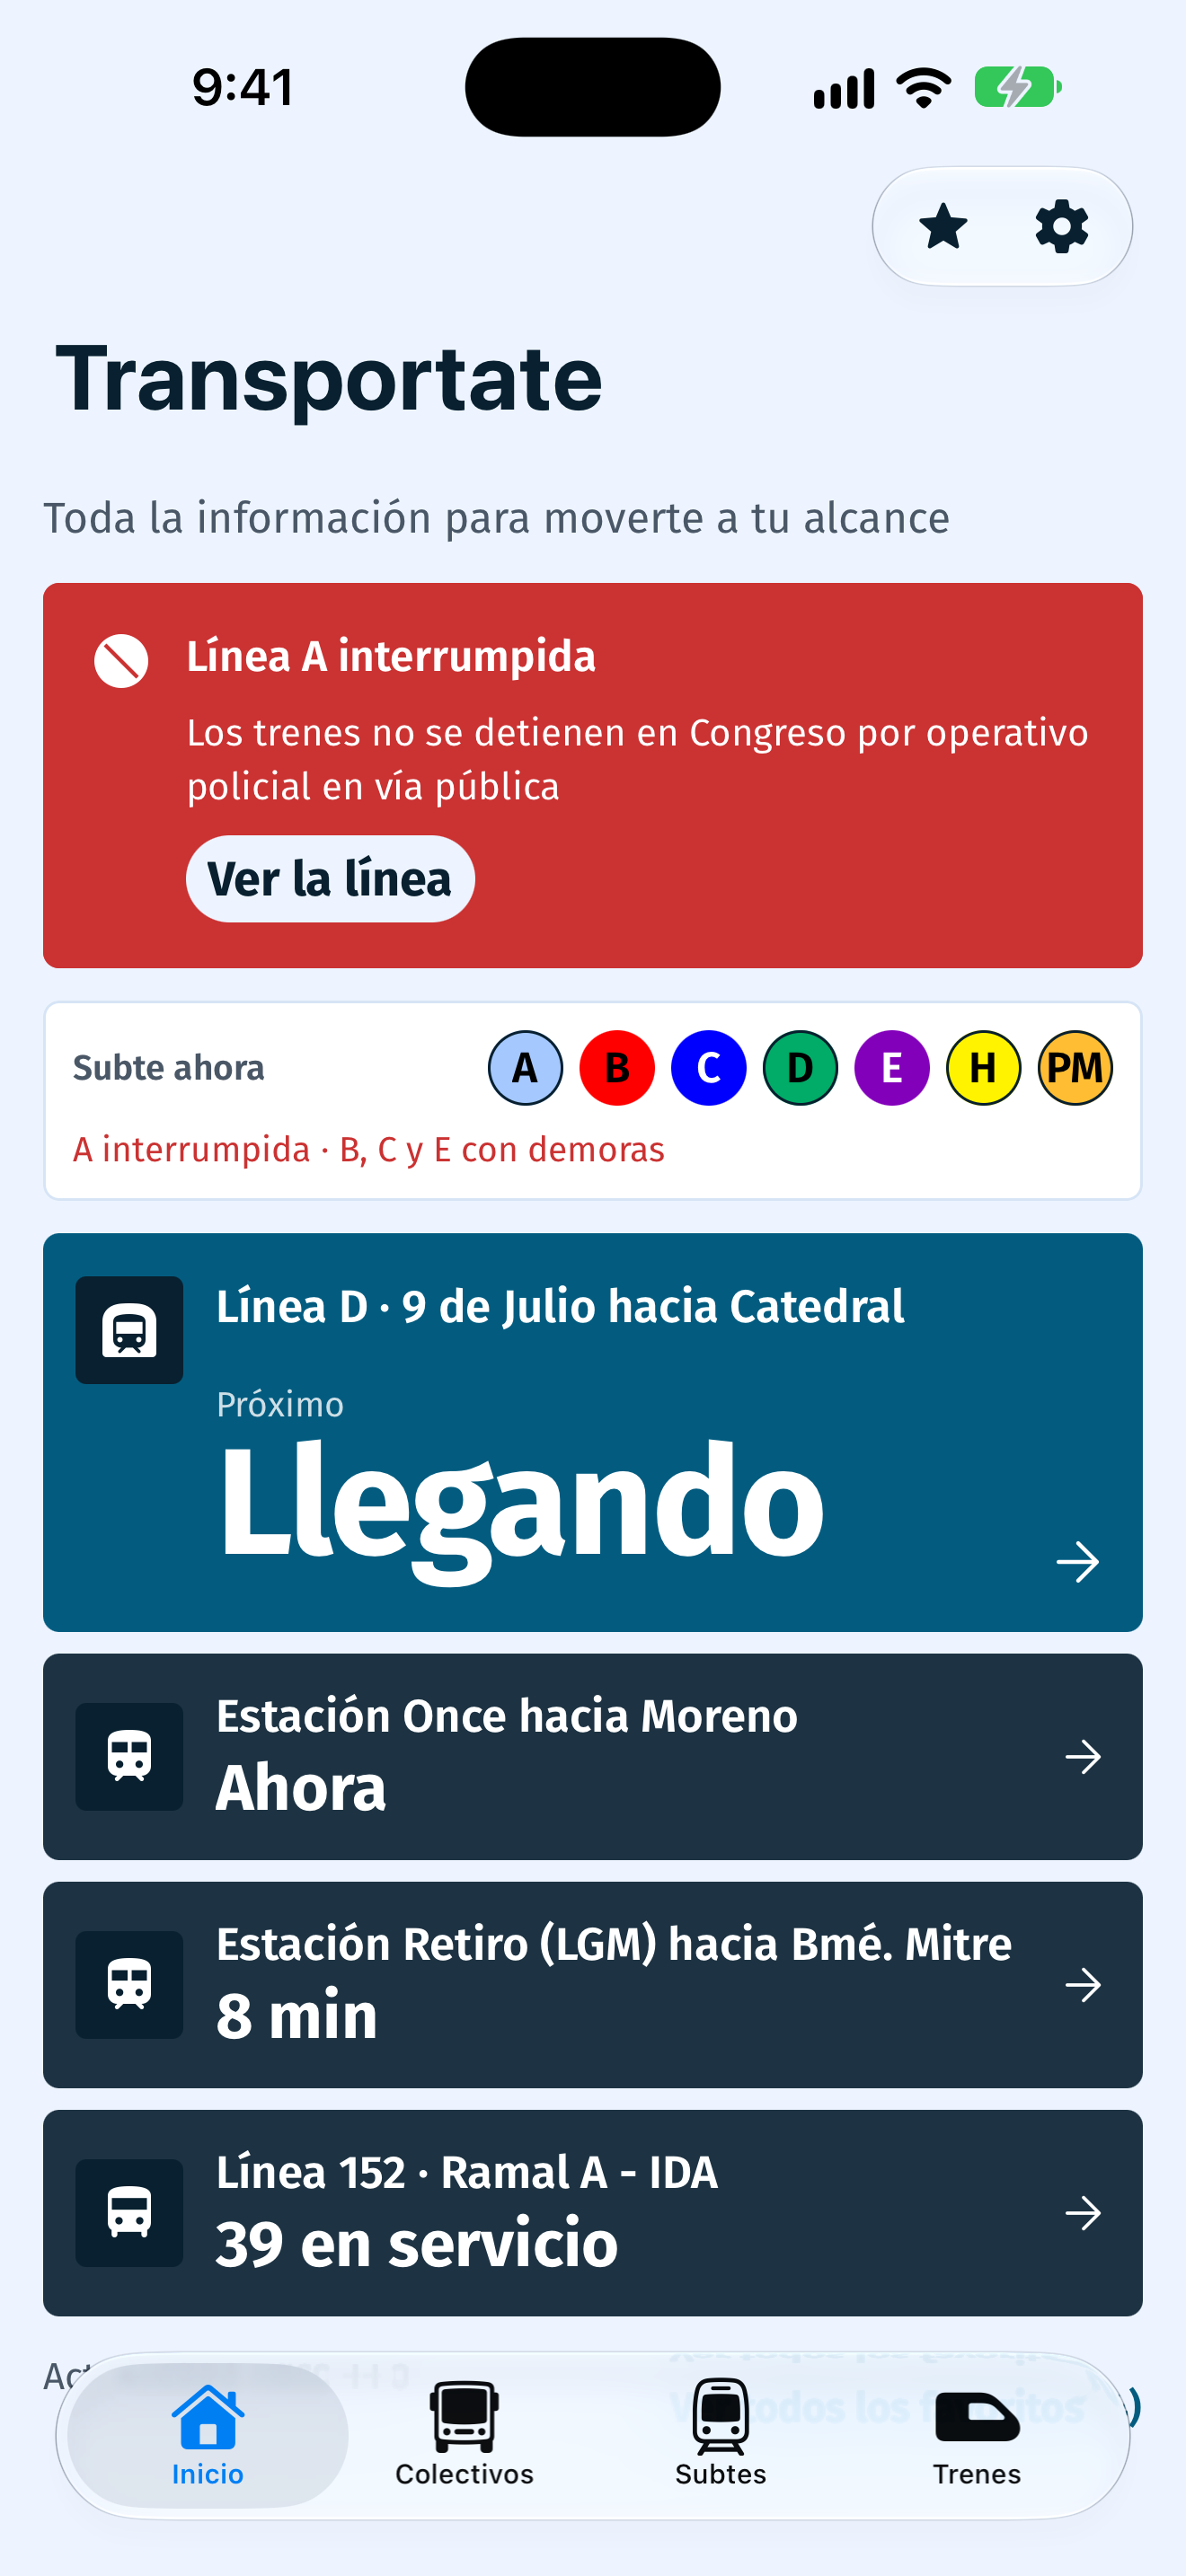 9:41
Transportate
Toda la información para moverte a tu alcance
Línea A interrumpida
Los trenes no se detienen en Congreso por operativo
policial en vía pública
Ver la línea
Subte ahora
A B C D E H PM
A interrumpida · B, C y E con demoras
Línea D · 9 de Julio hacia Catedral
Próximo
Llegando
Estación Once hacia Moreno
Ahora
Estación Retiro (LGM) hacia Bmé. Mitre
8 min
Línea 152 · Ramal A - IDA
39 en servicio
Inicio
Colectivos
Subtes
Trenes